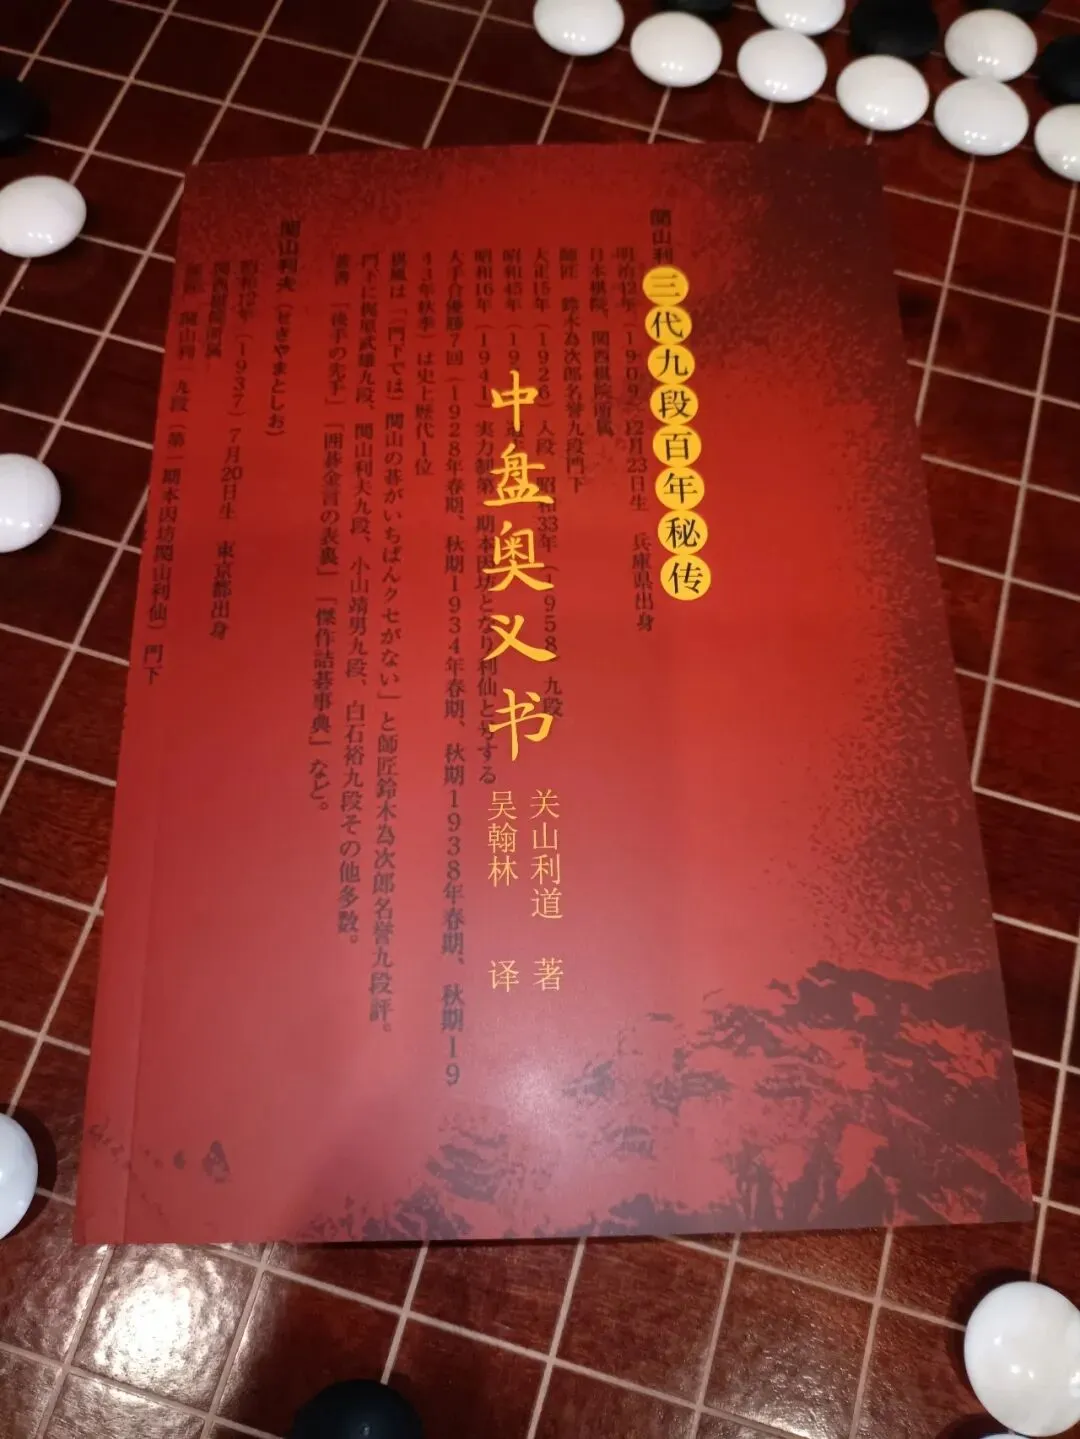 三代九段百年秘传
中盘奥义书
关山利道 著
吴翰林 译
關山利
明治42年（1909）12月23日生 兵庫県出身
日本棋院、関西棋院所属
師匠 鈴木為次郎名誉九段門下
大正15年（1926）入段 昭和33年（1958）九段
昭和16年（1941）実力制第一期本因坊となり利仙と号する
大手合優勝7回（1928年春期、秋期1934年春期、秋期1938年春期、秋期19
43年秋季）は史上歴代1位
棋風は「（門下では）関山の碁がいちばんクセがない」と師匠鈴木為次郎名誉九段評。
門下に梶原武雄九段、関山利夫九段、小山靖男九段、白石裕九段その他多数。
著書 「後手の先手」「囲碁金言の表裏」「傑作詰碁事典」など。
關山利夫（せきやまとしお）
昭和12年（1937）7月20日生 東京都出身
関西棋院所属
師匠 関山利一九段（第一期本因坊關山利仙）門下